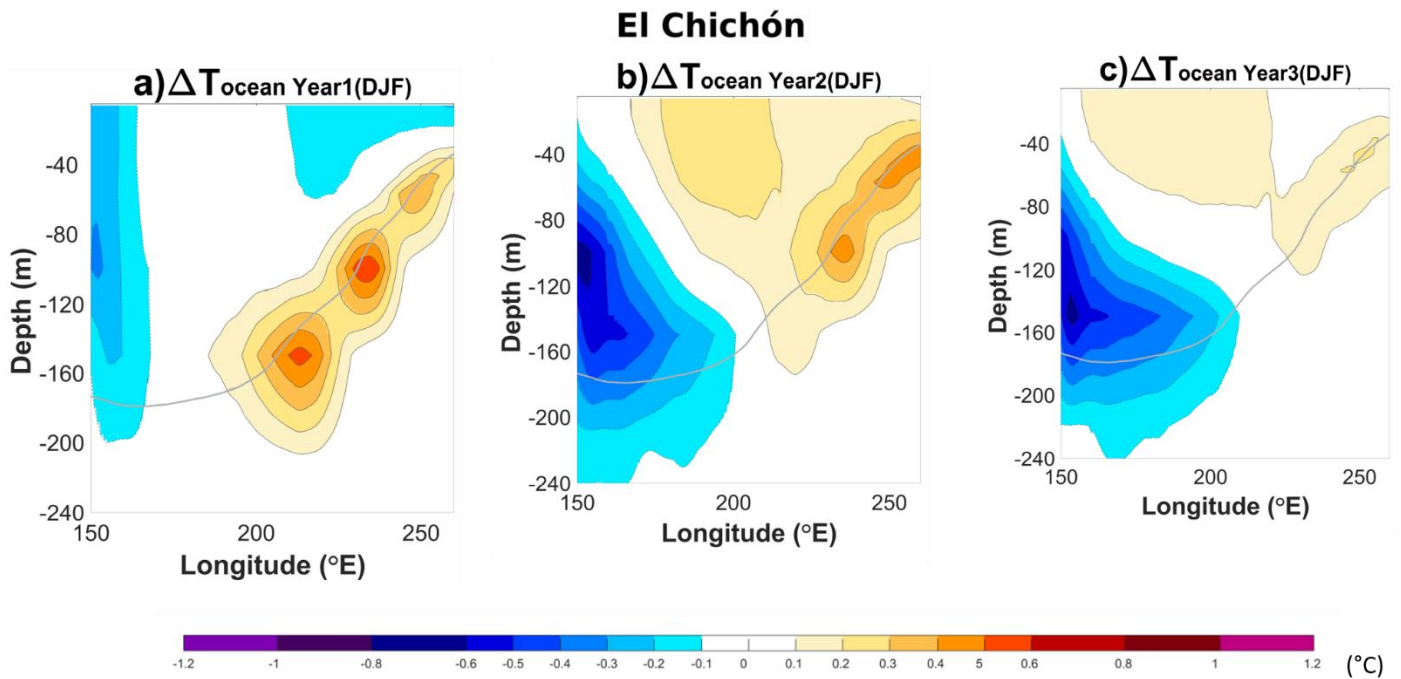 El Chichón
a)ΔTocean Year1(DJF)
b)ΔTocean Year2(DJF)
c)ΔTocean Year3(DJF)
Depth (m)
-40
-80
-120
-160
-200
-240
150
200
250
Longitude (°E)
Depth (m)
-40
-80
-120
-160
-200
-240
150
200
250
Longitude (°E)
Depth (m)
-40
-80
-120
-160
-200
-240
150
200
250
Longitude (°E)
-1.2 -1 -0.8 -0.6 -0.5 -0.4 -0.3 -0.2 -0.1 0 0.1 0.2 0.3 0.4 5 0.6 0.8 1 1.2 (°C)